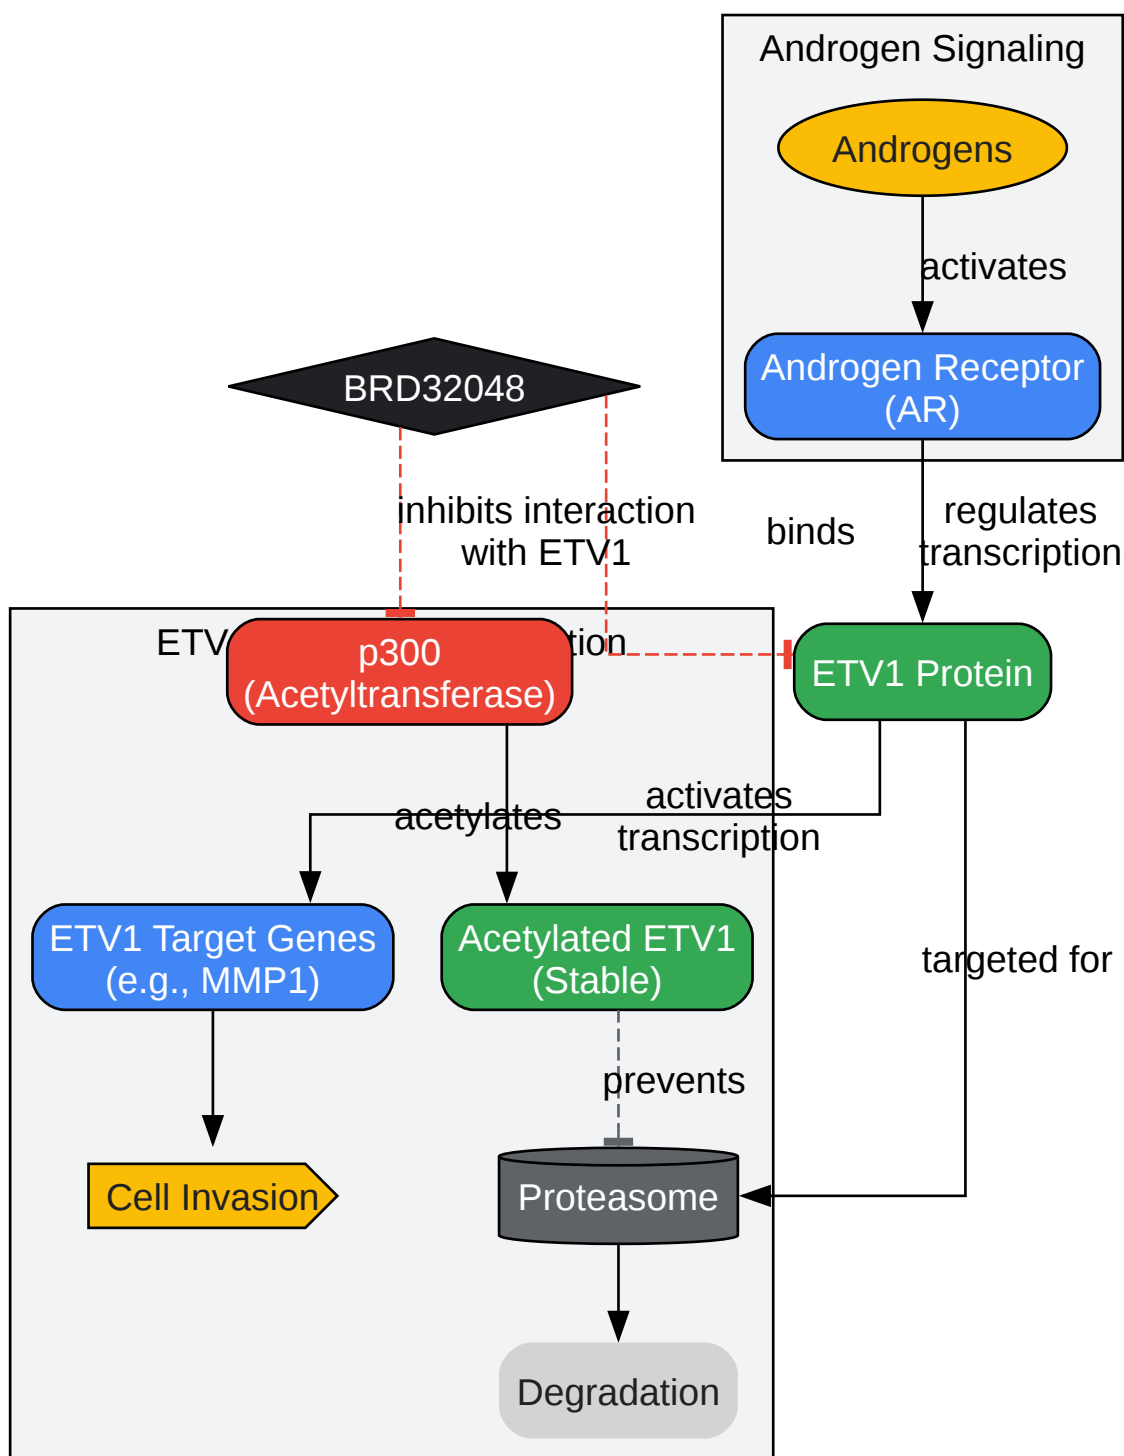 Androgen Signaling
Androgens
activates
Androgen Receptor
(AR)
BRD32048
inhibits interaction
with ETV1
binds
regulates
transcription
ETV
tion
p300
(Acetyltransferase)
ETV1 Protein
activates
transcription
acetylates
ETV1 Target Genes
(e.g., MMP1)
Acetylated ETV1
(Stable)
targeted for
prevents
Cell Invasion
Proteasome
Degradation